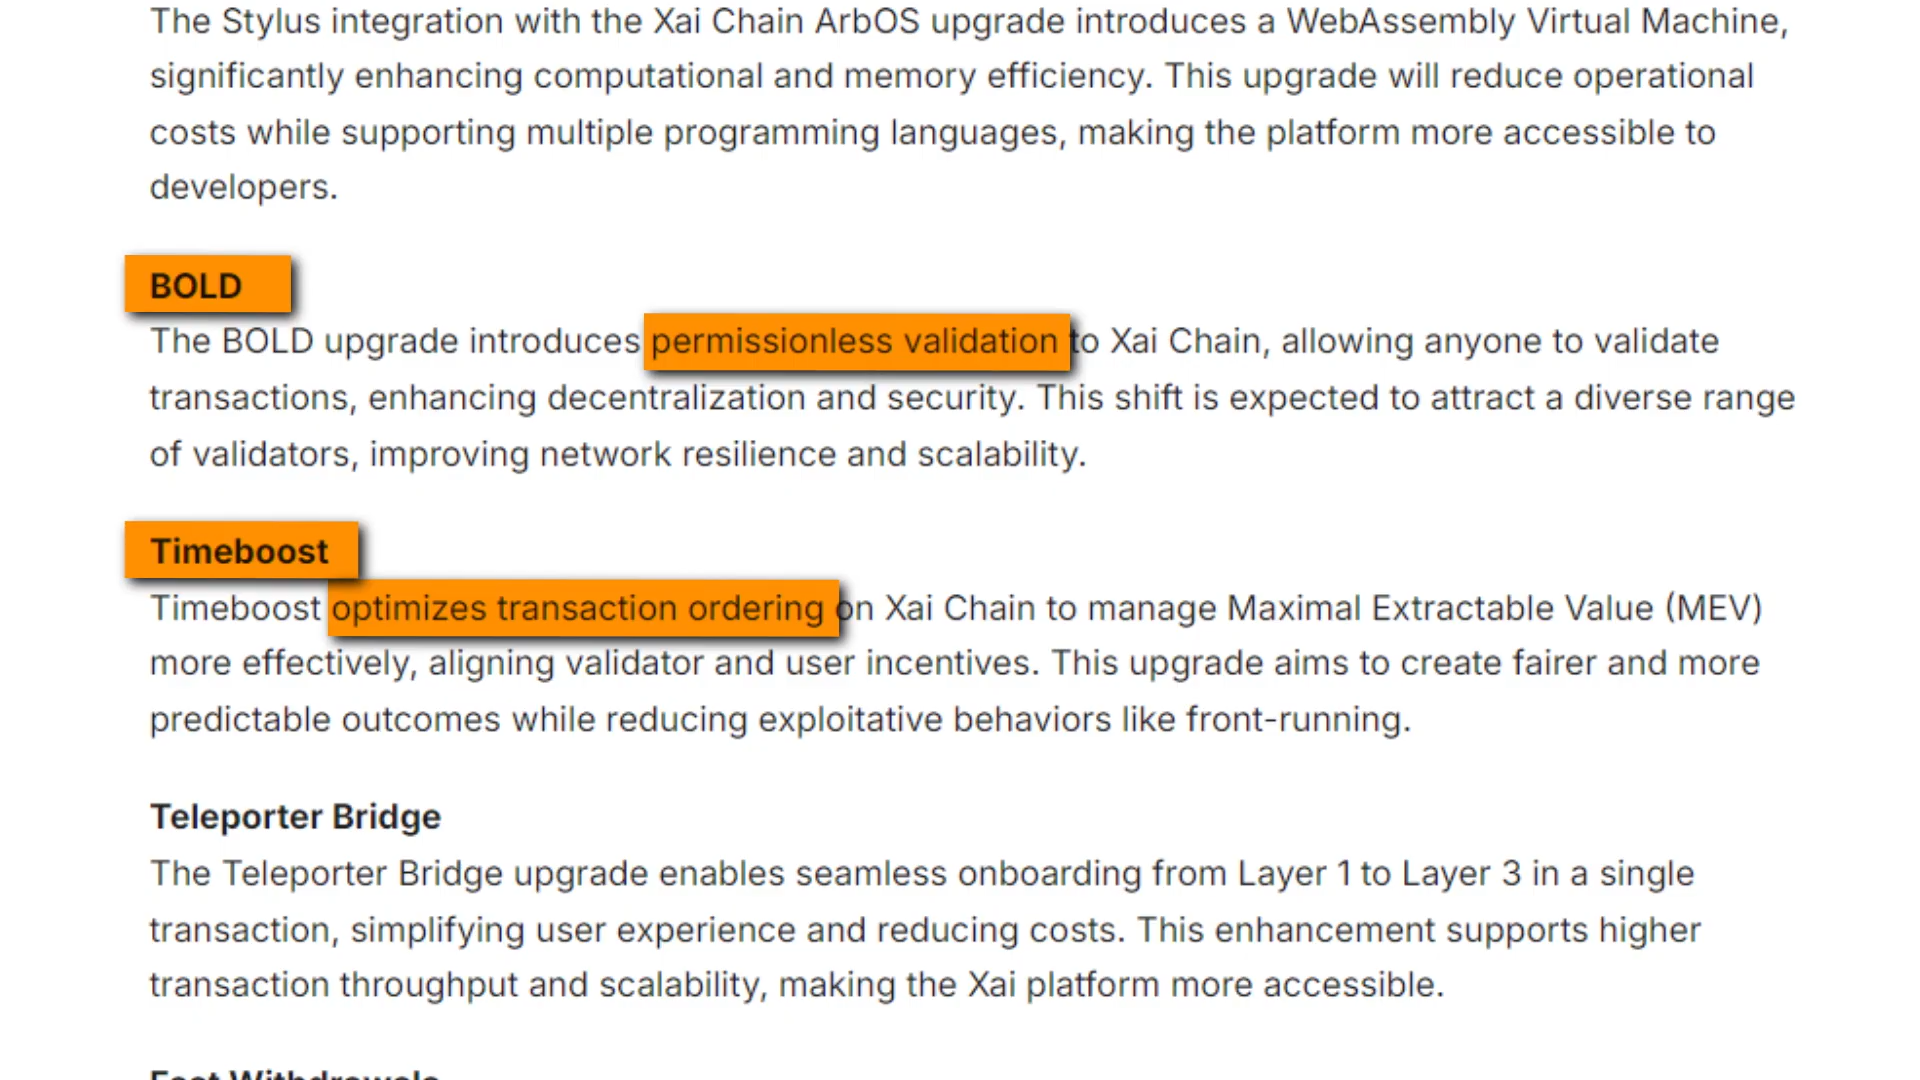 The Stylus integration with the Xai Chain ArbOS upgrade introduces a WebAssembly Virtual Machine,
significantly enhancing computational and memory efficiency. This upgrade will reduce operational
costs while supporting multiple programming languages, making the platform more accessible to
developers.
BOLD
The BOLD upgrade introduces permissionless validation to Xai Chain, allowing anyone to validate
transactions, enhancing decentralization and security. This shift is expected to attract a diverse range
of validators, improving network resilience and scalability.
Timeboost
Timeboost optimizes transaction ordering on Xai Chain to manage Maximal Extractable Value (MEV)
more effectively, aligning validator and user incentives. This upgrade aims to create fairer and more
predictable outcomes while reducing exploitative behaviors like front-running.
Teleporter Bridge
The Teleporter Bridge upgrade enables seamless onboarding from Layer 1 to Layer 3 in a single
transaction, simplifying user experience and reducing costs. This enhancement supports higher
transaction throughput and scalability, making the Xai platform more accessible.
Fast Withdrawals